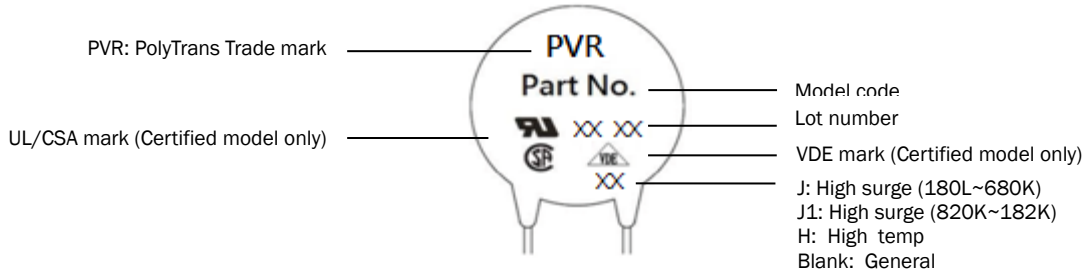 PVR: PolyTrans Trade mark
PVR
Part No.
Model code
XX XX
Lot number
UL/CSA mark (Certified model only)
SA
VDE
VDE mark (Certified model only)
XX
J: High surge (180L~680K)
J1: High surge (820K~182K)
H: High temp
Blank: General